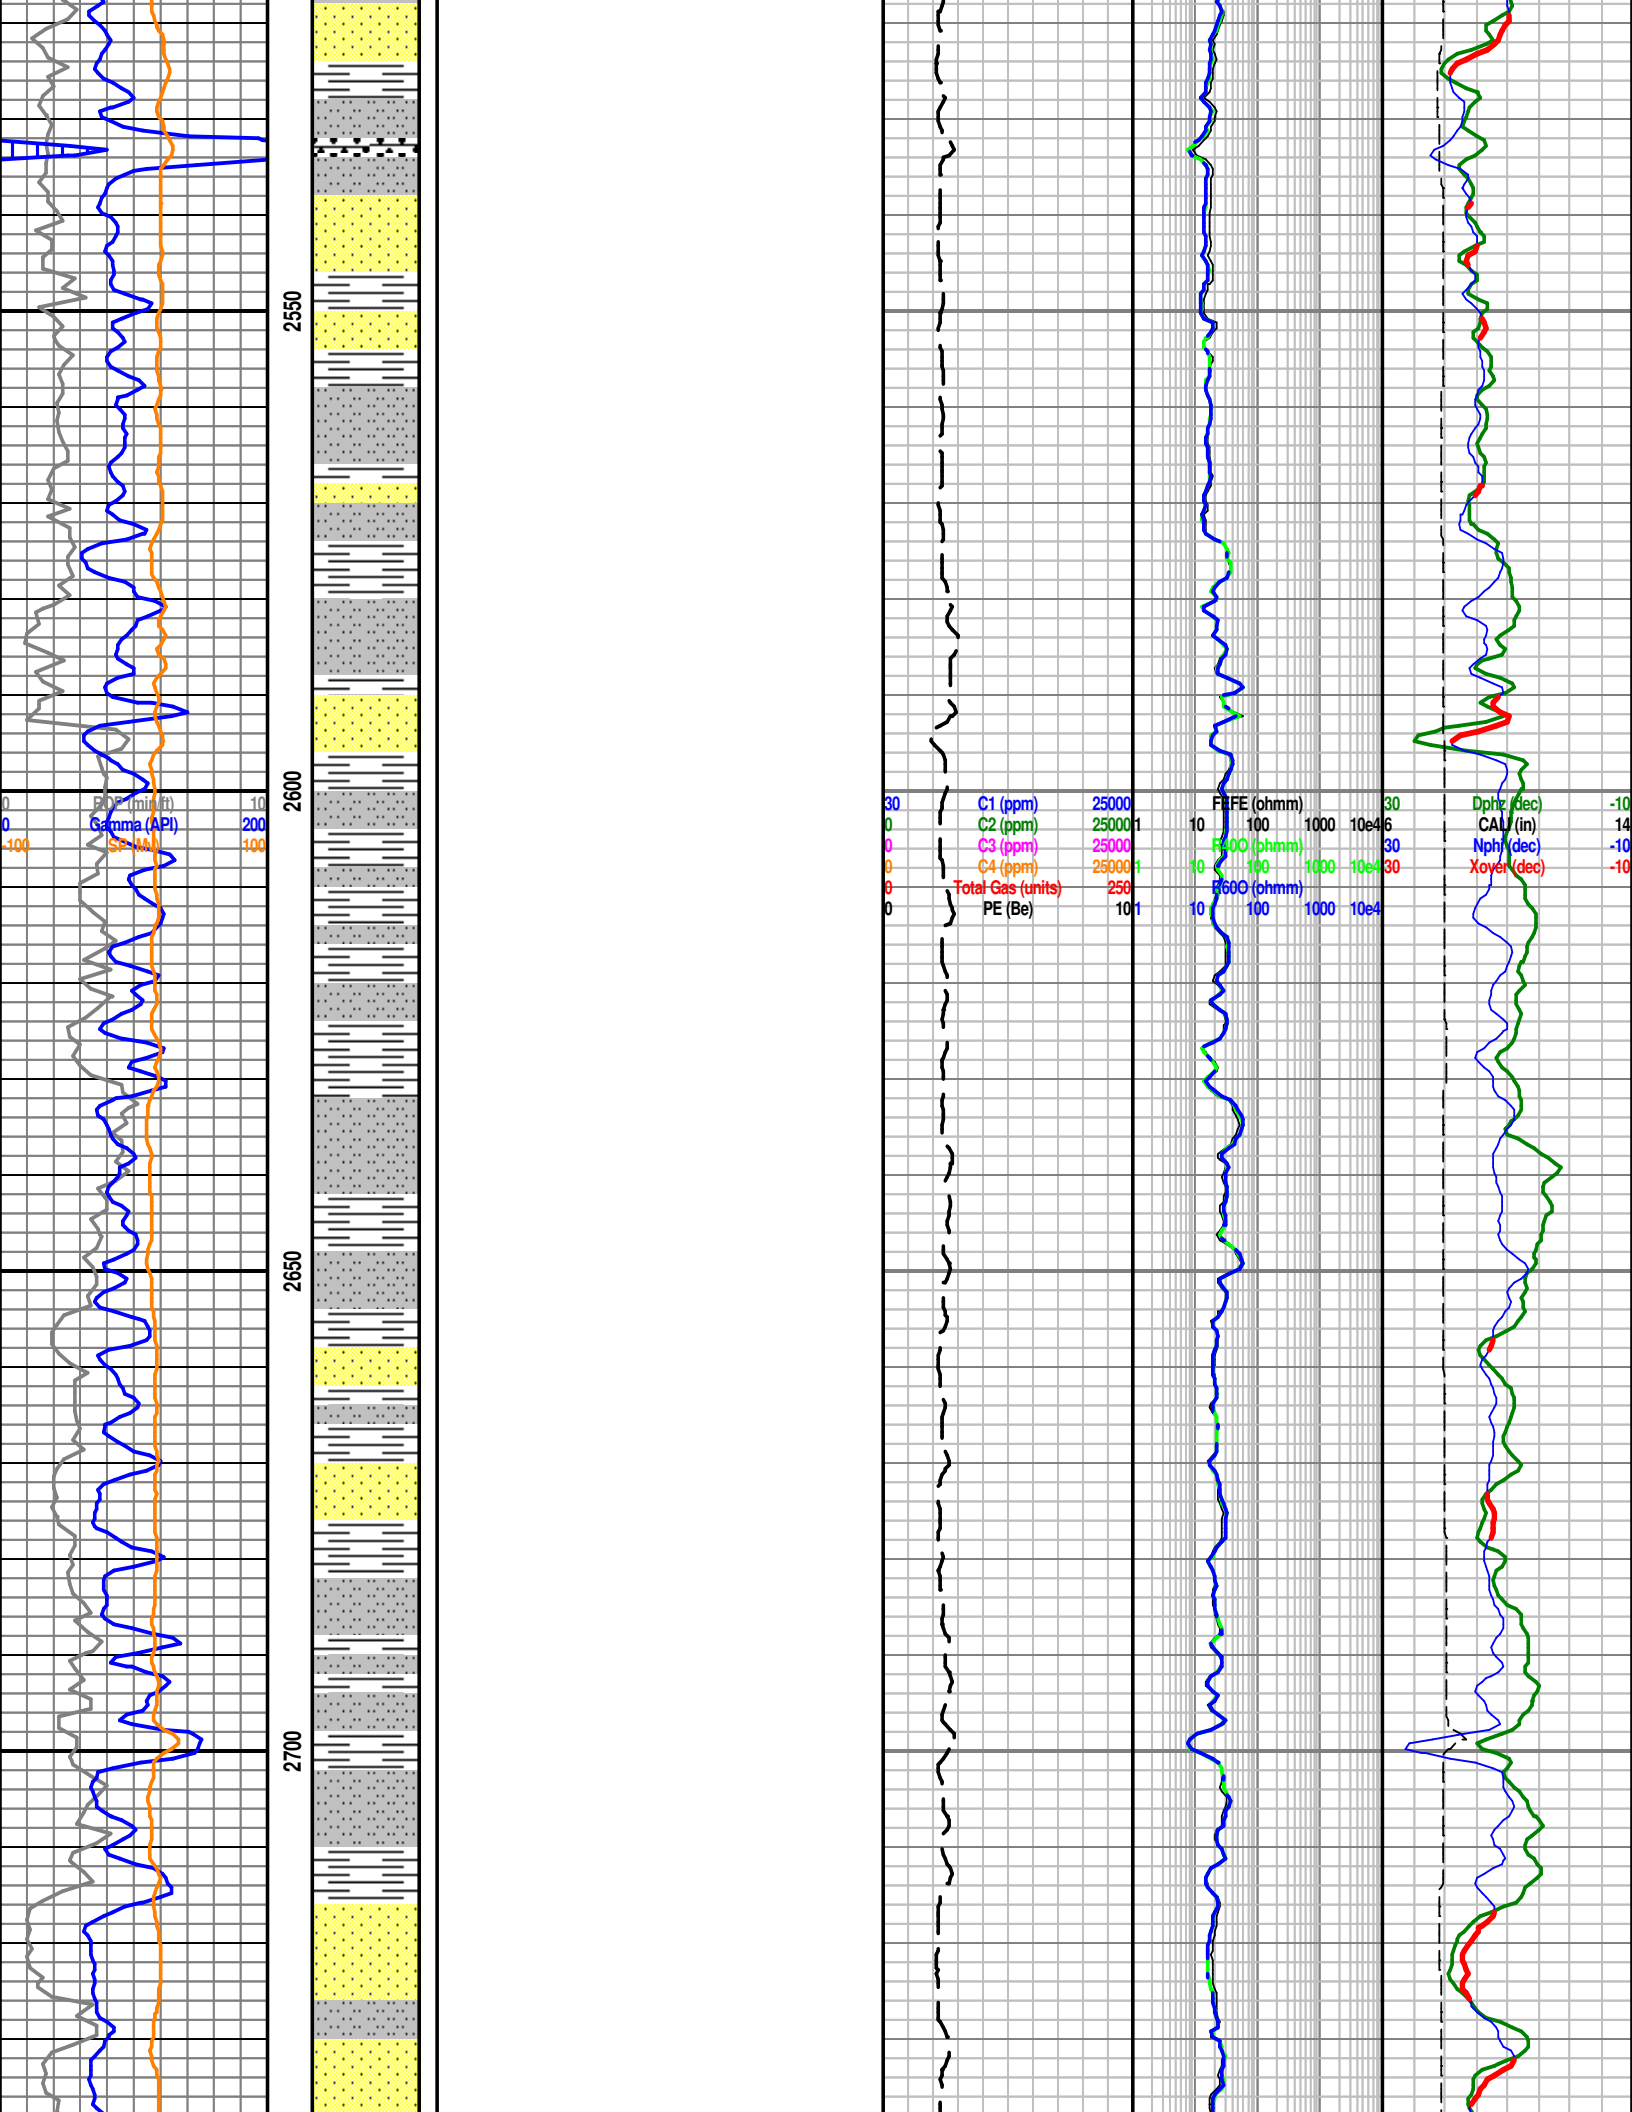 2550
2600
0 ROP (min/ft) 10
0 Gamma (API) 200
-100 SP (Mv) 100
30 C1 (ppm) 25000
0 C2 (ppm) 25000
0 C3 (ppm) 25000
0 C4 (ppm) 25000
0 Total Gas (units) 250
0 PE (Be) 10
FEFE (ohmm)
1 10 100 1000 10e4
R40O (ohmm)
1 10 100 1000 10e4
R60O (ohmm)
1 10 100 1000 10e4
30 Dphz (dec) -10
6 CALI (in) 14
30 Nphi (dec) -10
30 Xover (dec) -10
2650
2700